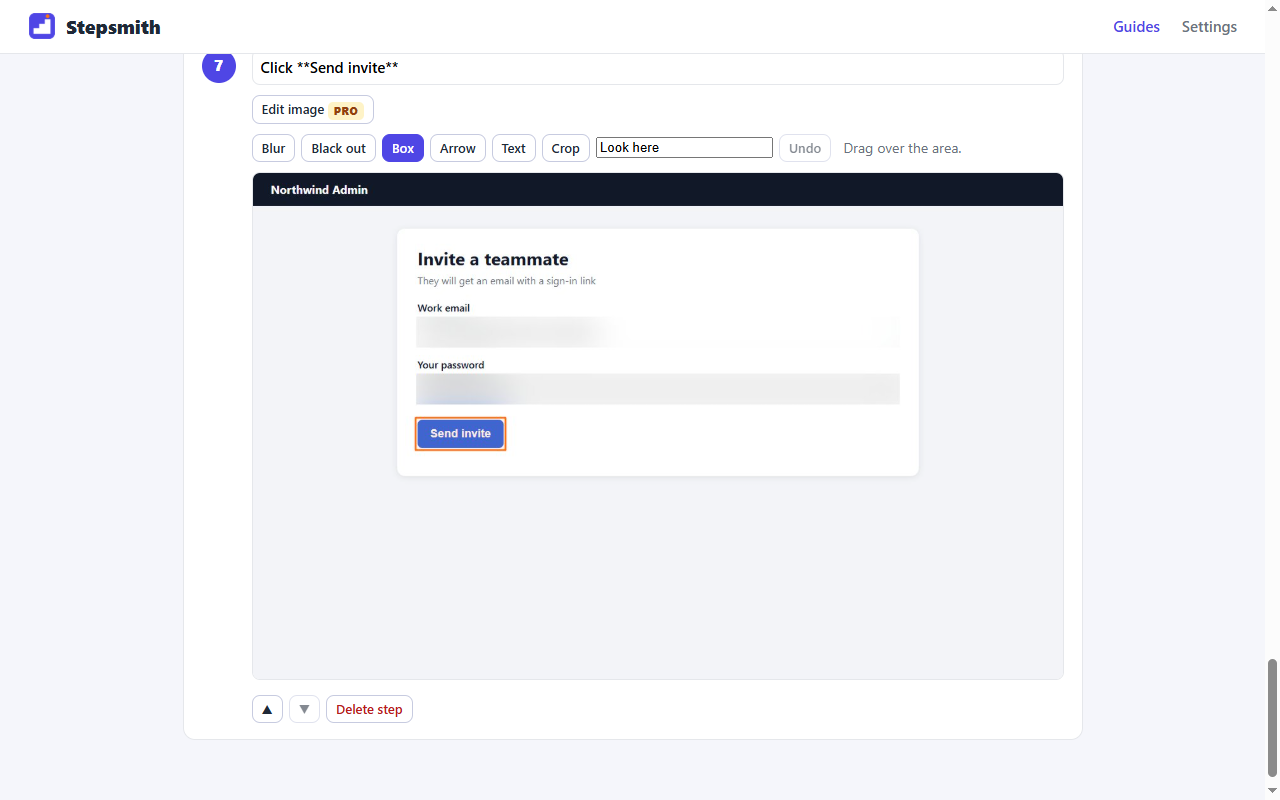 Stepsmith
Guides
Settings
7
Click **Send invite**
Edit image PRO
Blur
Black out
Box
Arrow
Text
Crop
Look here
Undo
Drag over the area.
Northwind Admin
Invite a teammate
They will get an email with a sign-in link
Work email
Your password
Send invite
▲
▼
Delete step